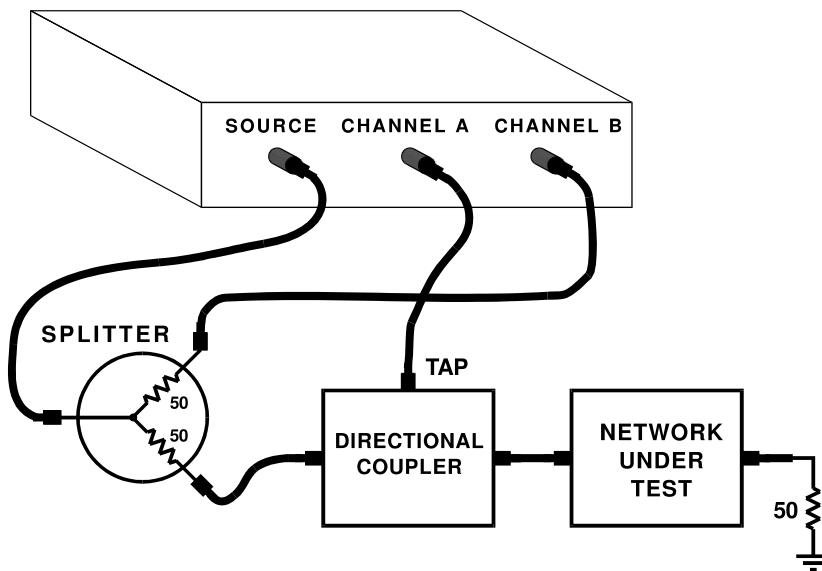 SOURCE
CHANNEL A
CHANNEL B
SPLITTER
50
50
TAP
DIRECTIONAL
COUPLER
NETWORK
UNDER
TEST
50